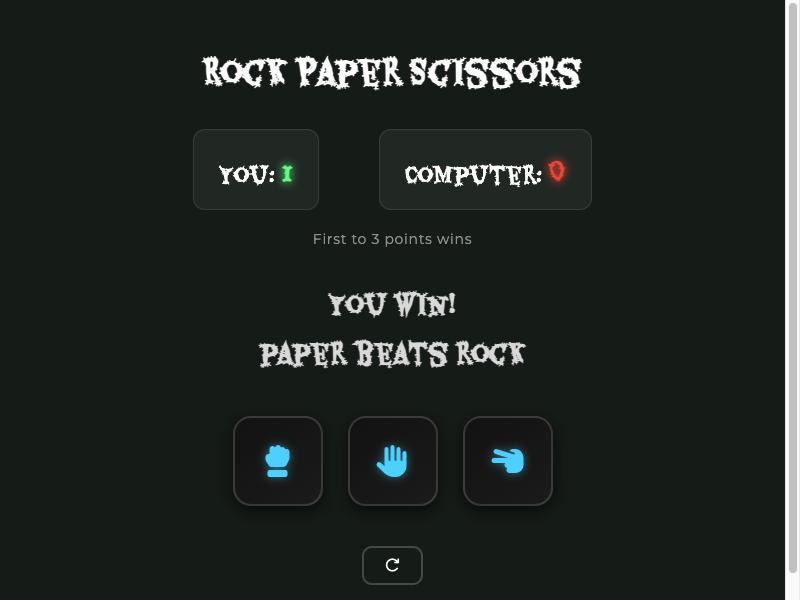 ROCK PAPER SCISSORS
YOU: 1
COMPUTER: 0
First to 3 points wins
YOU WIN!
PAPER BEATS ROCK